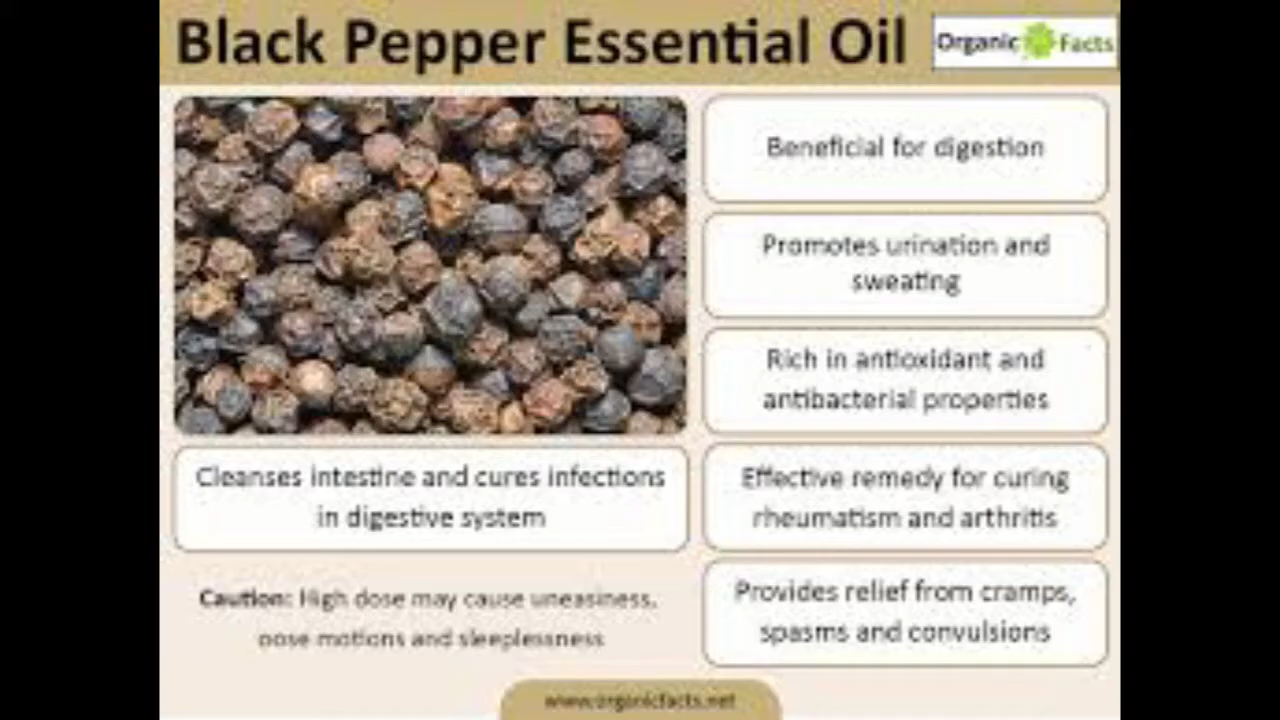 Black Pepper Essential Oil
Organic Facts
Beneficial for digestion
Promotes urination and
sweating
Rich in antioxidant and
antibacterial properties
Cleanses intestine and cures infections
in digestive system
Effective remedy for curing
rheumatism and arthritis
Caution: High dose may cause uneasiness,
oose motions and sleeplessness
Provides relief from cramps,
spasms and convulsions
www.organicfacts.net